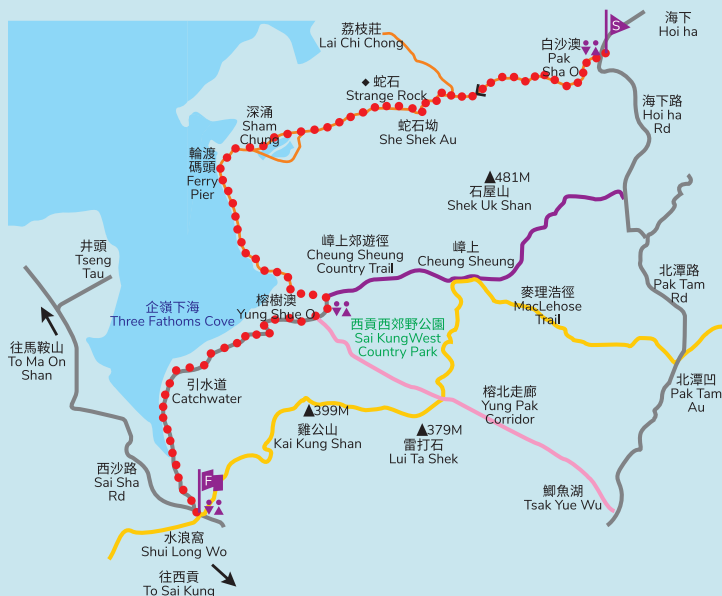 海下
Hoi ha
S
白沙澳
Pak
Sha O
荔枝莊
Lai Chi Chong
蛇石
Strange Rock
海下路
Hoi ha
Rd
深涌
Sham
Chung
蛇石坳
She Shek Au
輪渡
碼頭
Ferry
Pier
481M
石屋山
Shek Uk Shan
井頭
Tseng
Tau
嶂上郊遊徑
Cheung Sheung
Country Trail
嶂上
Cheung Sheung
北潭路
Pak Tam
Rd
企嶺下海
Three Fathoms Cove
榕樹澳
Yung Shue O
麥理浩徑
MacLehose
Trail
往馬鞍山
To Ma On
Shan
西貢西郊野公園
Sai KungWest
Country Park
引水道
Catchwater
北潭凹
Pak Tam
Au
399M
雞公山
Kai Kung Shan
379M
雷打石
Lui Ta Shek
榕北走廊
Yung Pak
Corridor
西沙路
Sai Sha
Rd
F
鯽魚湖
Tsak Yue Wu
水浪窩
Shui Long Wo
往西貢
To Sai Kung